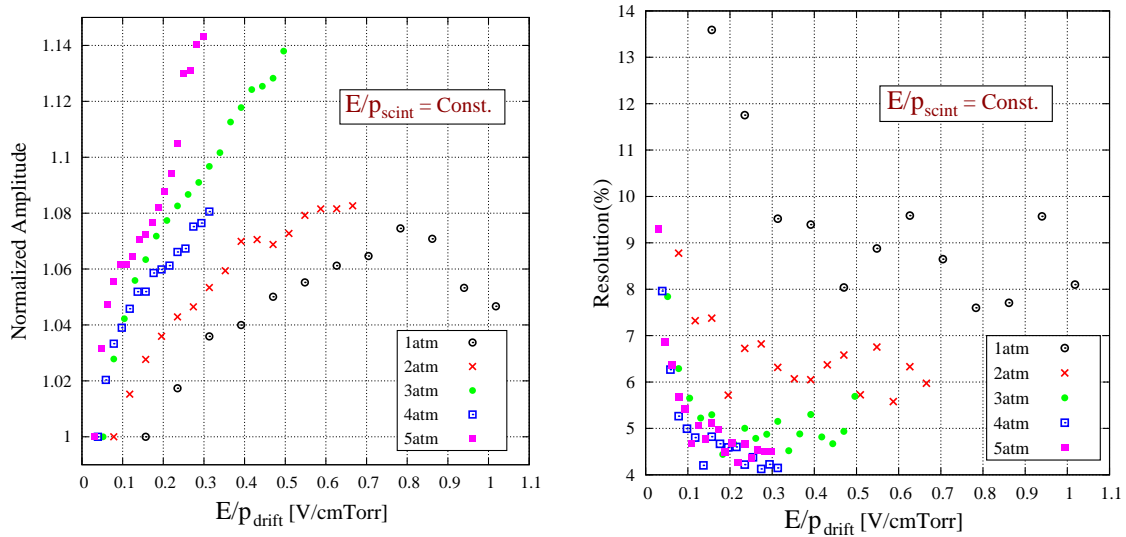 1.14
1.12
1.1
1.08
1.06
1.04
1.02
1
Normalized Amplitude
E/p_scint = Const.
1atm
2atm
3atm
4atm
5atm
0 0.1 0.2 0.3 0.4 0.5 0.6 0.7 0.8 0.9 1 1.1
E/p_drift [V/cmTorr]
14
13
12
11
10
9
8
7
6
5
4
Resolution(%)
E/p_scint = Const.
1atm
2atm
3atm
4atm
5atm
0 0.1 0.2 0.3 0.4 0.5 0.6 0.7 0.8 0.9 1 1.1
E/p_drift [V/cmTorr]